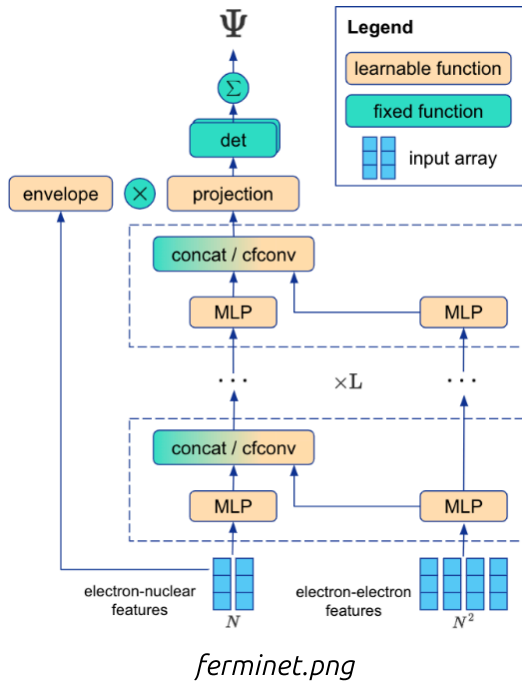 Ψ
Legend
learnable function
fixed function
input array
Σ
det
envelope
×
projection
concat / cfconv
MLP
MLP
...
×L
...
concat / cfconv
MLP
MLP
electron-nuclear
features
N
electron-electron
features
N²
ferminet.png